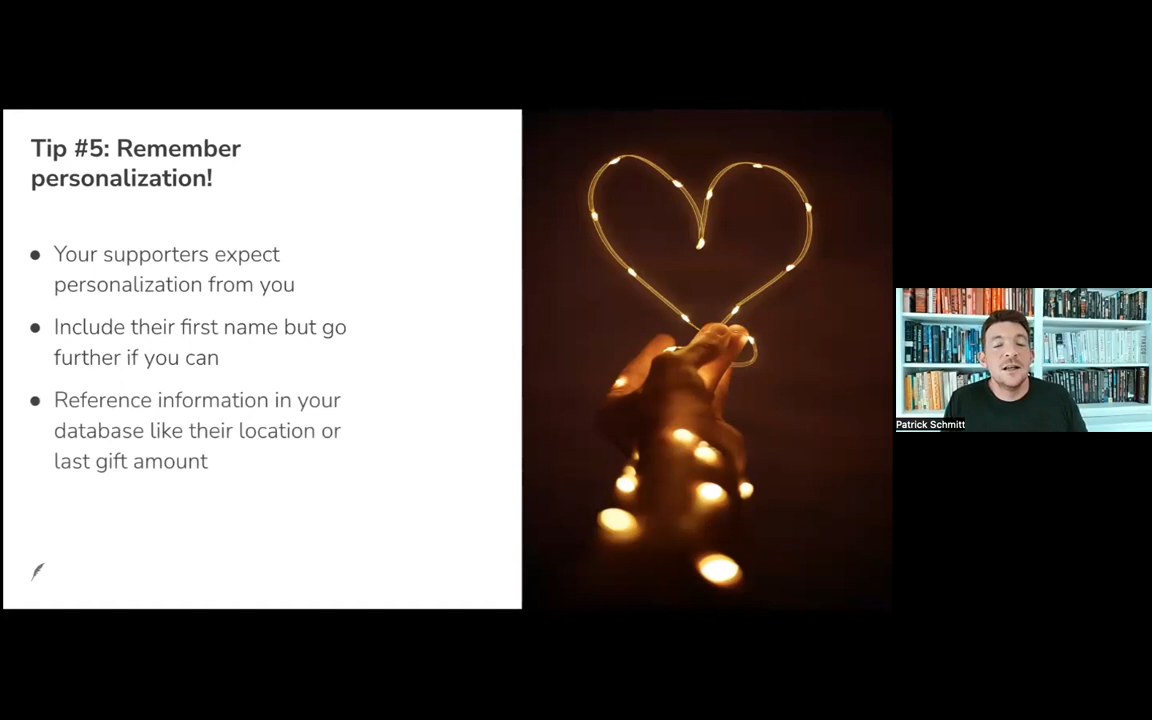 Tip #5: Remember
personalization!
● Your supporters expect
personalization from you
● Include their first name but go
further if you can
● Reference information in your
database like their location or
last gift amount
Patrick Schmitt